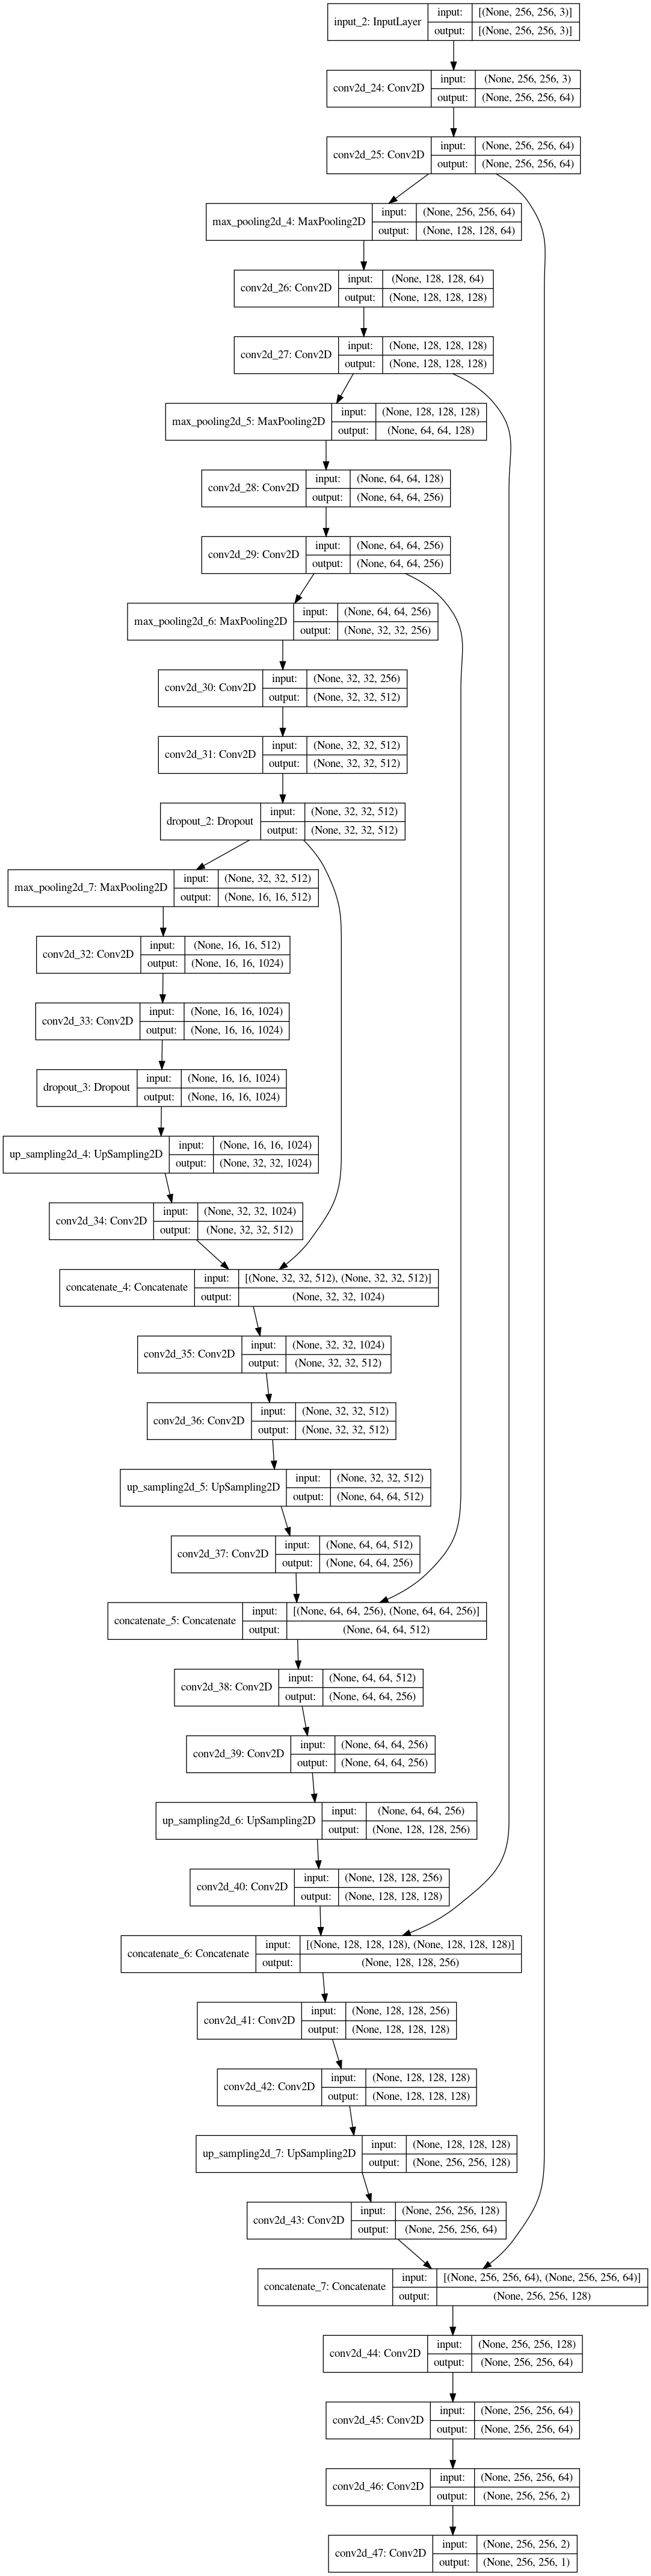 input_2: InputLayer input: [(None, 256, 256, 3)]
output: [(None, 256, 256, 3)]
conv2d_24: Conv2D input: (None, 256, 256, 3)
output: (None, 256, 256, 64)
conv2d_25: Conv2D input: (None, 256, 256, 64)
output: (None, 256, 256, 64)
max_pooling2d_4: MaxPooling2D input: (None, 256, 256, 64)
output: (None, 128, 128, 64)
conv2d_26: Conv2D input: (None, 128, 128, 64)
output: (None, 128, 128, 128)
conv2d_27: Conv2D input: (None, 128, 128, 128)
output: (None, 128, 128, 128)
max_pooling2d_5: MaxPooling2D input: (None, 128, 128, 128)
output: (None, 64, 64, 128)
conv2d_28: Conv2D input: (None, 64, 64, 128)
output: (None, 64, 64, 256)
conv2d_29: Conv2D input: (None, 64, 64, 256)
output: (None, 64, 64, 256)
max_pooling2d_6: MaxPooling2D input: (None, 64, 64, 256)
output: (None, 32, 32, 256)
conv2d_30: Conv2D input: (None, 32, 32, 256)
output: (None, 32, 32, 512)
conv2d_31: Conv2D input: (None, 32, 32, 512)
output: (None, 32, 32, 512)
dropout_2: Dropout input: (None, 32, 32, 512)
output: (None, 32, 32, 512)
max_pooling2d_7: MaxPooling2D input: (None, 32, 32, 512)
output: (None, 16, 16, 512)
conv2d_32: Conv2D input: (None, 16, 16, 512)
output: (None, 16, 16, 1024)
conv2d_33: Conv2D input: (None, 16, 16, 1024)
output: (None, 16, 16, 1024)
dropout_3: Dropout input: (None, 16, 16, 1024)
output: (None, 16, 16, 1024)
up_sampling2d_4: UpSampling2D input: (None, 16, 16, 1024)
output: (None, 32, 32, 1024)
conv2d_34: Conv2D input: (None, 32, 32, 1024)
output: (None, 32, 32, 512)
concatenate_4: Concatenate input: [(None, 32, 32, 512), (None, 32, 32, 512)]
output: (None, 32, 32, 1024)
conv2d_35: Conv2D input: (None, 32, 32, 1024)
output: (None, 32, 32, 512)
conv2d_36: Conv2D input: (None, 32, 32, 512)
output: (None, 32, 32, 512)
up_sampling2d_5: UpSampling2D input: (None, 32, 32, 512)
output: (None, 64, 64, 512)
conv2d_37: Conv2D input: (None, 64, 64, 512)
output: (None, 64, 64, 256)
concatenate_5: Concatenate input: [(None, 64, 64, 256), (None, 64, 64, 256)]
output: (None, 64, 64, 512)
conv2d_38: Conv2D input: (None, 64, 64, 512)
output: (None, 64, 64, 256)
conv2d_39: Conv2D input: (None, 64, 64, 256)
output: (None, 64, 64, 256)
up_sampling2d_6: UpSampling2D input: (None, 64, 64, 256)
output: (None, 128, 128, 256)
conv2d_40: Conv2D input: (None, 128, 128, 256)
output: (None, 128, 128, 128)
concatenate_6: Concatenate input: [(None, 128, 128, 128), (None, 128, 128, 128)]
output: (None, 128, 128, 256)
conv2d_41: Conv2D input: (None, 128, 128, 256)
output: (None, 128, 128, 128)
conv2d_42: Conv2D input: (None, 128, 128, 128)
output: (None, 128, 128, 128)
up_sampling2d_7: UpSampling2D input: (None, 128, 128, 128)
output: (None, 256, 256, 128)
conv2d_43: Conv2D input: (None, 256, 256, 128)
output: (None, 256, 256, 64)
concatenate_7: Concatenate input: [(None, 256, 256, 64), (None, 256, 256, 64)]
output: (None, 256, 256, 128)
conv2d_44: Conv2D input: (None, 256, 256, 128)
output: (None, 256, 256, 64)
conv2d_45: Conv2D input: (None, 256, 256, 64)
output: (None, 256, 256, 64)
conv2d_46: Conv2D input: (None, 256, 256, 64)
output: (None, 256, 256, 2)
conv2d_47: Conv2D input: (None, 256, 256, 2)
output: (None, 256, 256, 1)